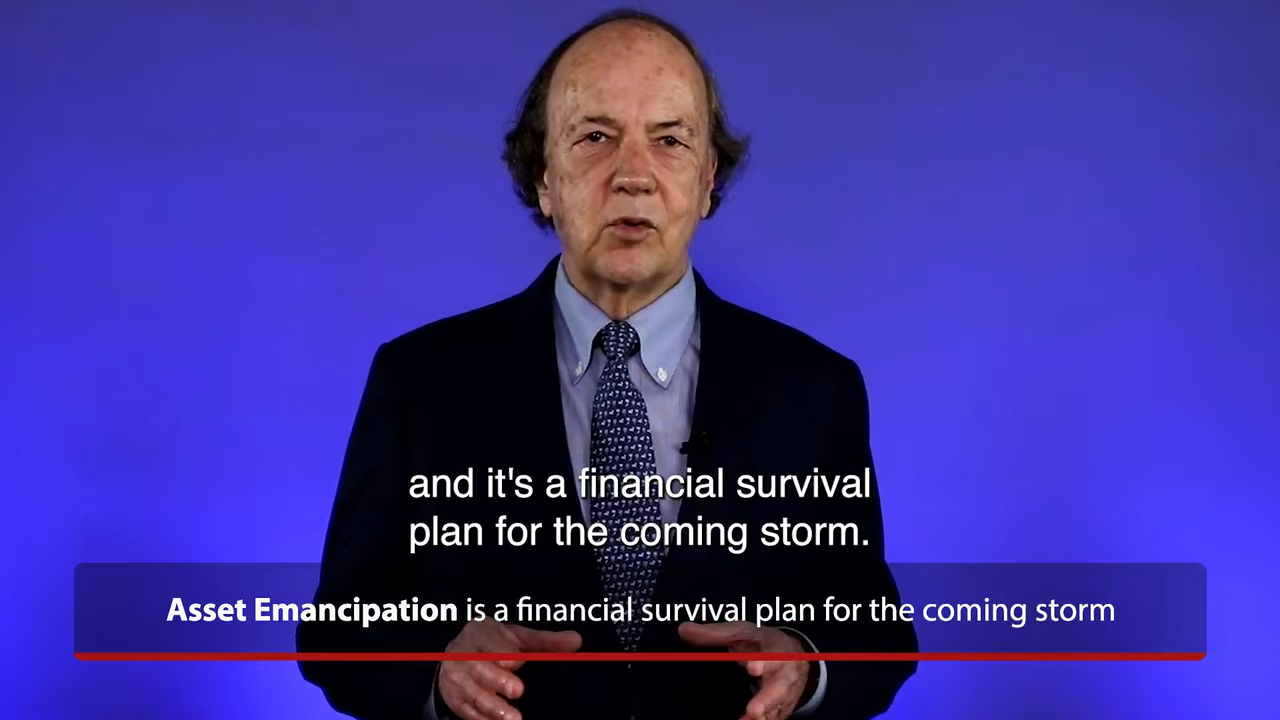 and it's a financial survival
plan for the coming storm.
Asset Emancipation is a financial survival plan for the coming storm